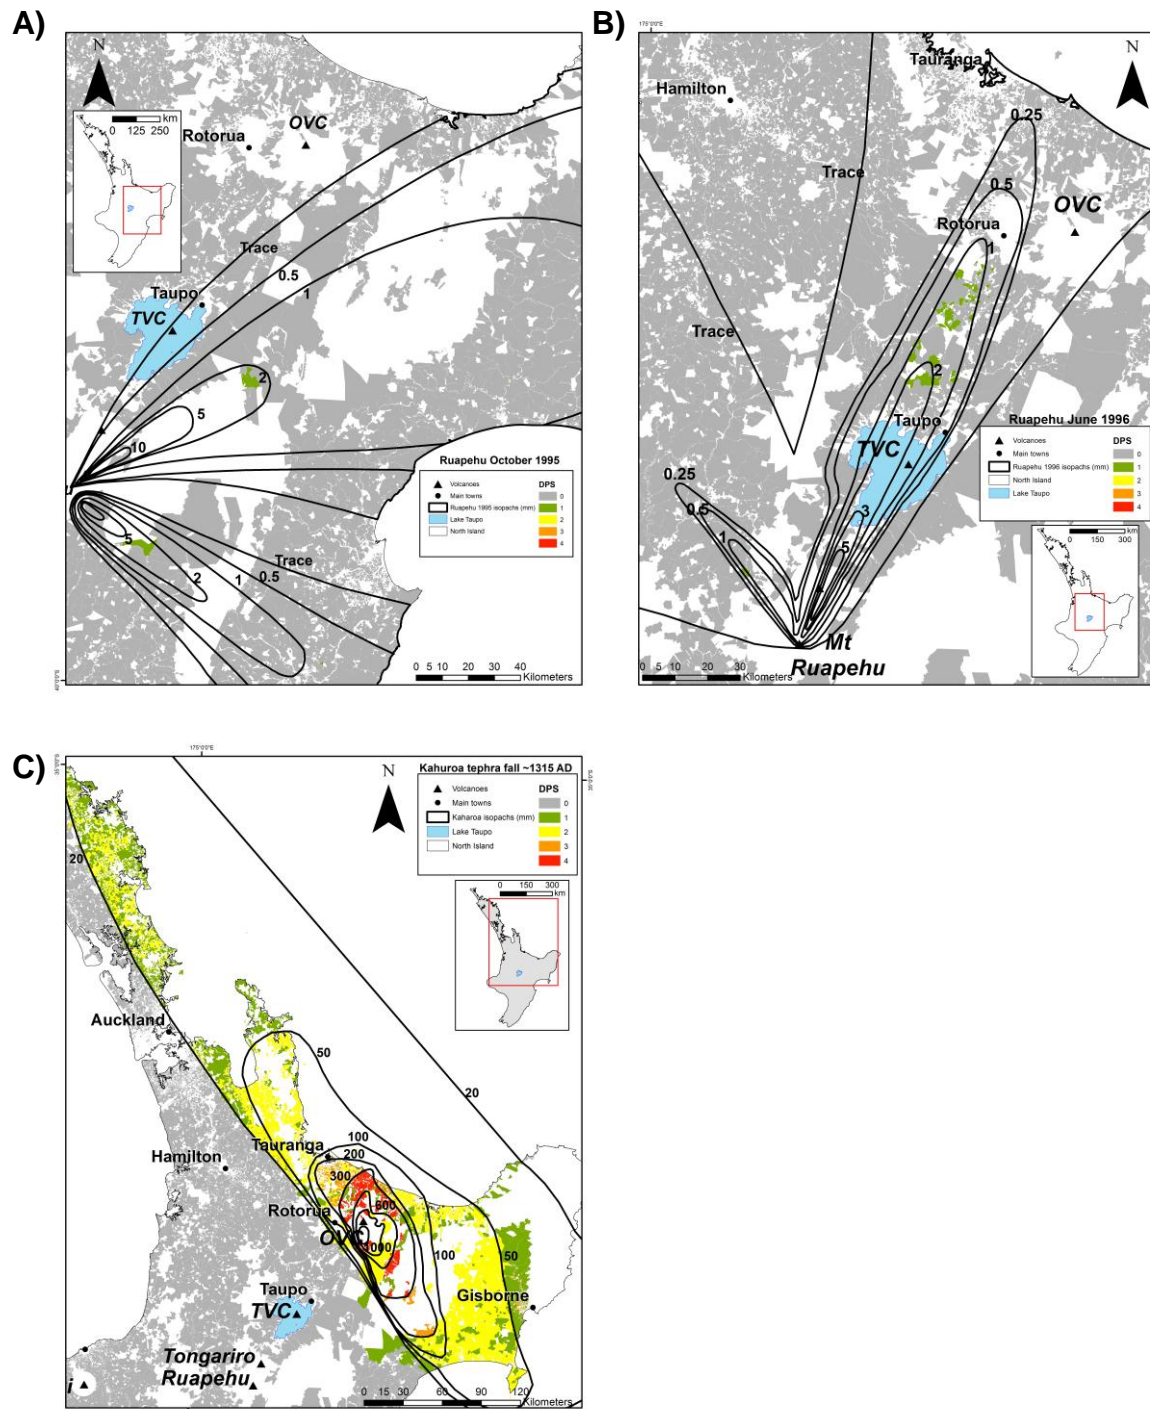 A)
N
0 125 250 km
Rotorua
OVC
Trace
0.5
1
Taupo
TVC
2
5
10
Ruapehu October 1995
Volcanoes
Main towns
Ruapehu 1995 isopachs (mm)
Lake Taupo
North Island
DPS
0
1
2
3
4
5
2
1
0.5
Trace
0 5 10 20 30 40
Kilometers
40°0'0"S
B)
175°0'0"E
N
Tauranga
Hamilton
0.25
Trace
0.5
OVC
Rotorua
1
Trace
2
Taupo
TVC
Ruapehu June 1996
Volcanoes
Main towns
Ruapehu 1996 isopachs (mm)
North Island
Lake Taupo
DPS
0
1
2
3
4
0.25
0.5
1
3
5
0 150 300
km
Mt
Ruapehu
0 5 10 20 30
Kilometers
C)
175°0'0"E
N
Kahuroa tephra fall ~1315 AD
Volcanoes
Main towns
Kaharoa isopachs (mm)
Lake Taupo
North Island
DPS
0
1
2
3
4
0 150 300
km
20
Auckland
50
20
100
Tauranga
200
Hamilton
300
Rotorua
600
OVC
1000
100
50
Taupo
TVC
Gisborne
Tongariro
Ruapehu
i
0 15 30 60 90 120
Kilometers